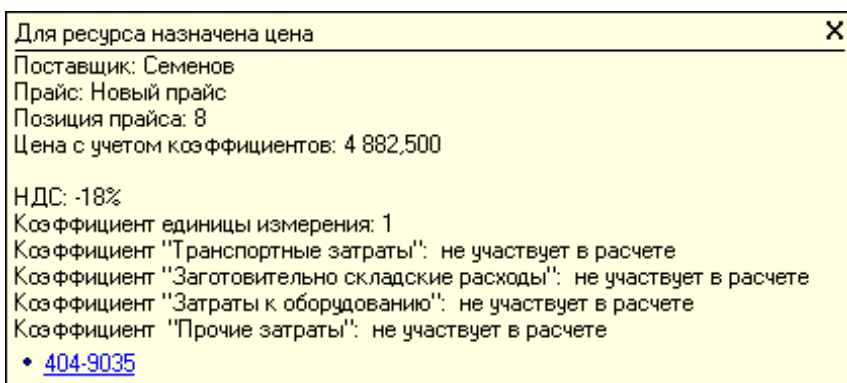 Для ресурса назначена цена X
Поставщик: Семенов
Прайс: Новый прайс
Позиция прайса: 8
Цена с учетом коэффициентов: 4 882,500
НДС: -18%
Коэффициент единицы измерения: 1
Коэффициент "Транспортные затраты": не участвует в расчете
Коэффициент "Заготовительно складские расходы": не участвует в расчете
Коэффициент "Затраты к оборудованию": не участвует в расчете
Коэффициент "Прочие затраты": не участвует в расчете
• 404-9035